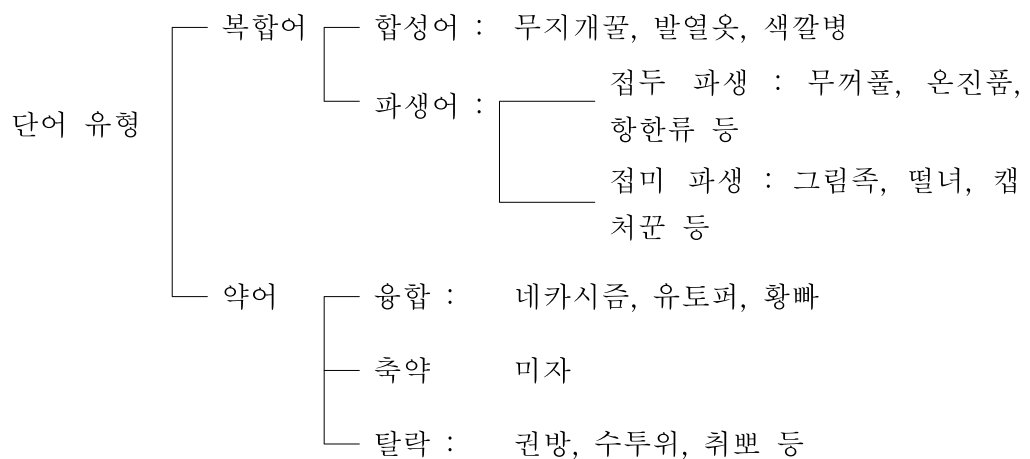 복합어 합성어 : 무지개꿀, 발열옷, 색깔병
접두 파생 : 무꺼풀, 온진품,
파생어 :
단어 유형
항한류 등
접미 파생 : 그림족, 떨녀, 캡
처꾼 등
약어 융합 : 네카시즘, 유토퍼, 황빠
축약 미자
탈락 : 권방, 수투위, 취뽀 등